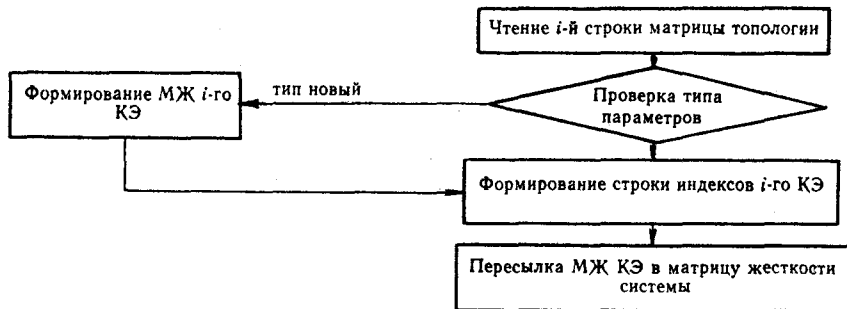 Чтение i-й строки матрицы топологии
Формирование МЖ i-го
КЭ
тип новый
Проверка типа
параметров
Формирование строки индексов i-го КЭ
Пересылка МЖ КЭ в матрицу жесткости
системы